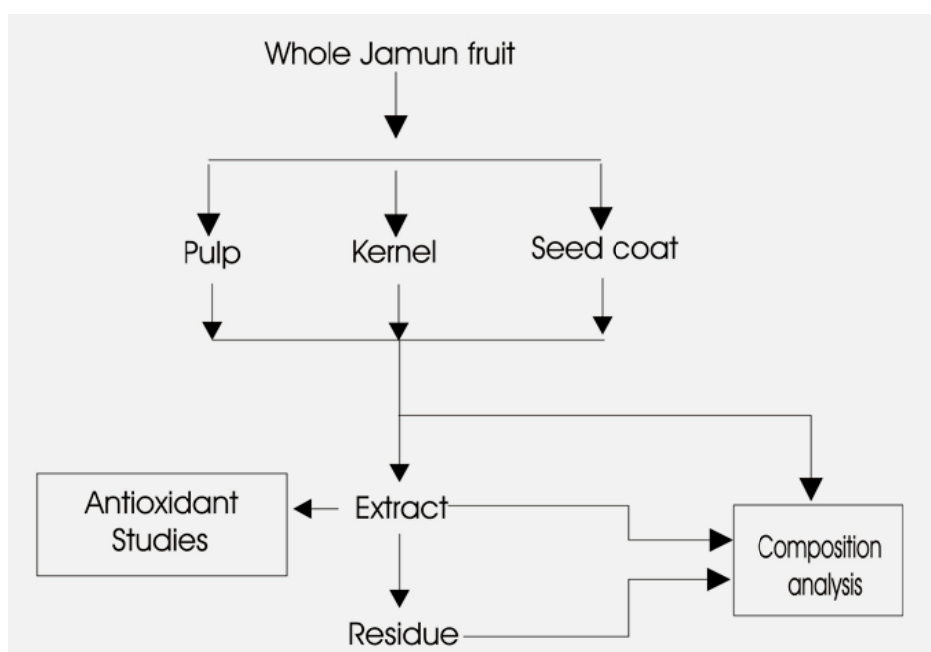 Whole Jamun fruit
Pulp
Kernel
Seed coat
Antioxidant
Studies
Extract
Composition
analysis
Residue